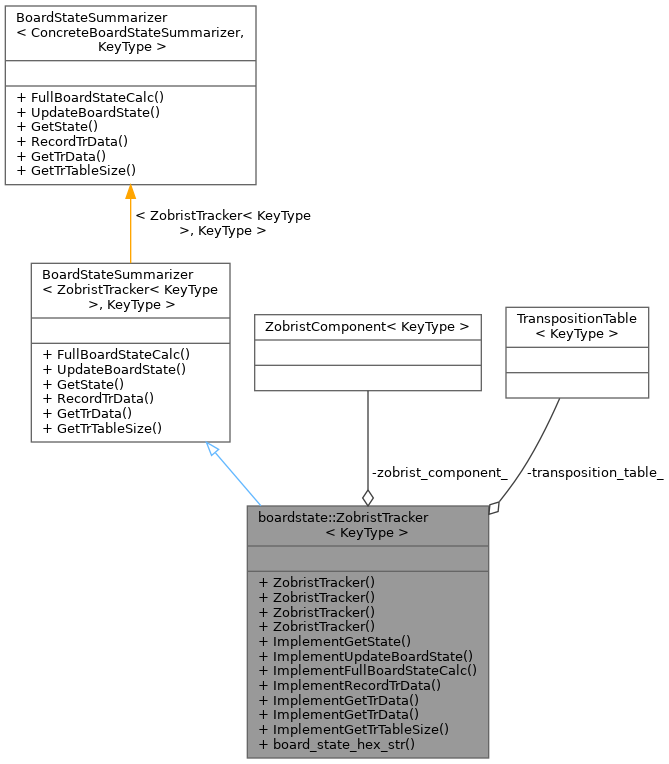 BoardStateSummarizer
< ConcreteBoardStateSummarizer,
KeyType >
+ FullBoardStateCalc()
+ UpdateBoardState()
+ GetState()
+ RecordTrData()
+ GetTrData()
+ GetTrTableSize()
< ZobristTracker< KeyType
>, KeyType >
BoardStateSummarizer
< ZobristTracker< KeyType
>, KeyType >
+ FullBoardStateCalc()
+ UpdateBoardState()
+ GetState()
+ RecordTrData()
+ GetTrData()
+ GetTrTableSize()
ZobristComponent< KeyType >
TranspositionTable
< KeyType >
-zobrist_component_
-transposition_table_
boardstate::ZobristTracker
< KeyType >
+ ZobristTracker()
+ ZobristTracker()
+ ZobristTracker()
+ ZobristTracker()
+ ImplementGetState()
+ ImplementUpdateBoardState()
+ ImplementFullBoardStateCalc()
+ ImplementRecordTrData()
+ ImplementGetTrData()
+ ImplementGetTrData()
+ ImplementGetTrTableSize()
+ board_state_hex_str()